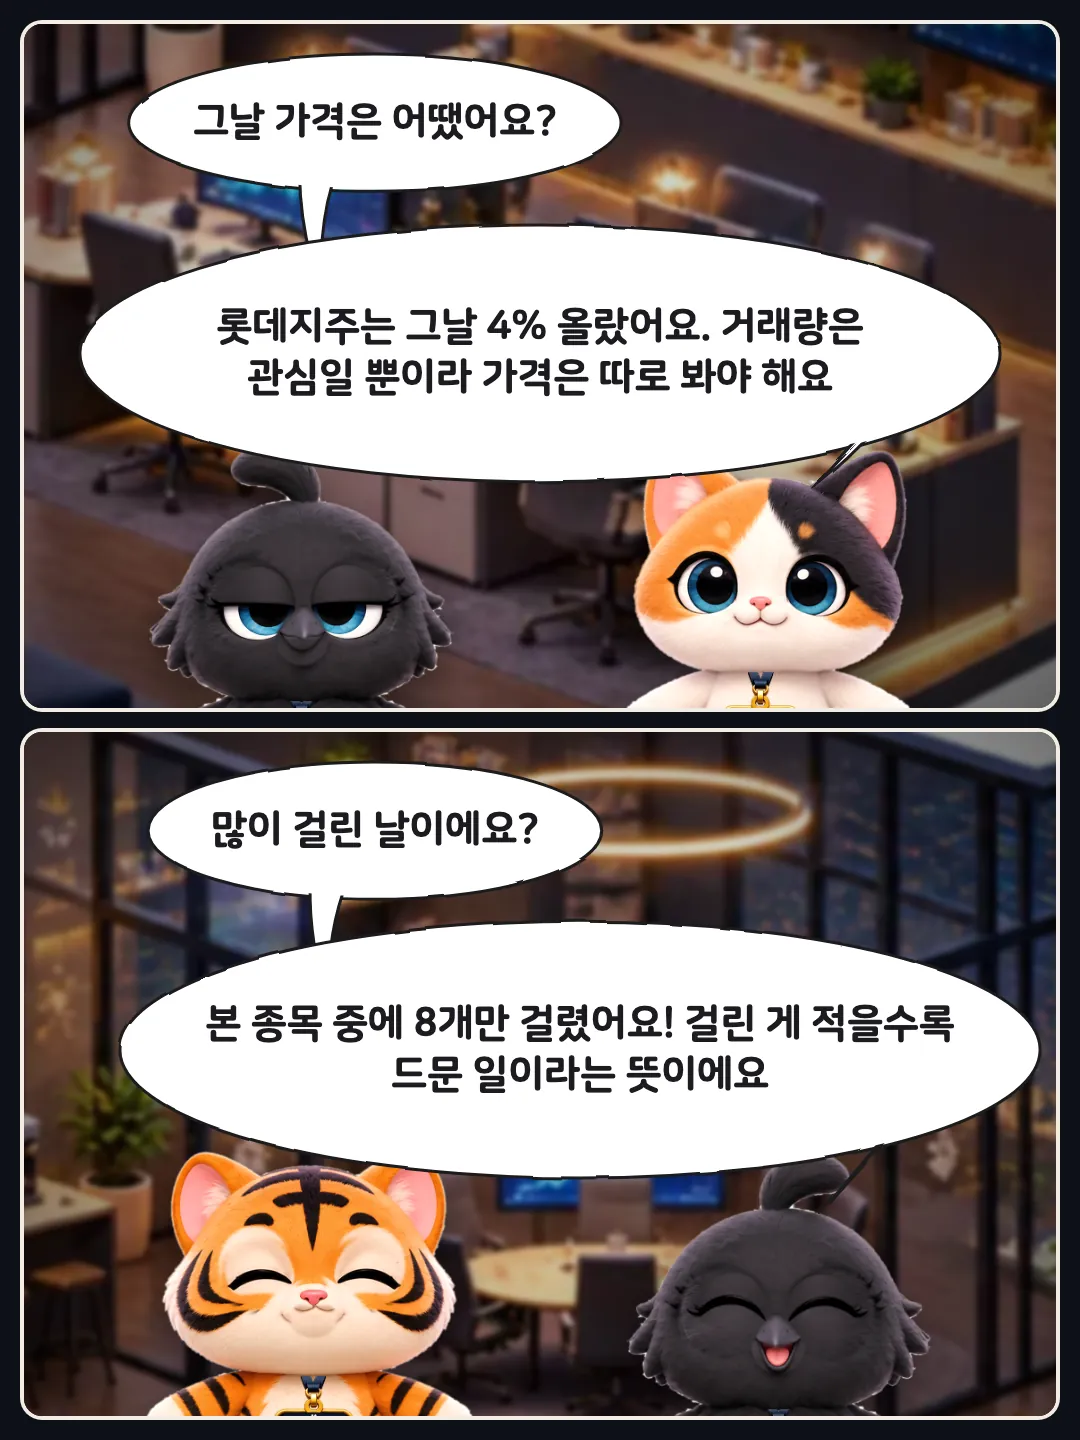 그날 가격은 어땠어요?
롯데지주는 그날 4% 올랐어요. 거래량은
관심일 뿐이라 가격은 따로 봐야 해요
많이 걸린 날이에요?
본 종목 중에 8개만 걸렸어요! 걸린 게 적을수록
드문 일이라는 뜻이에요